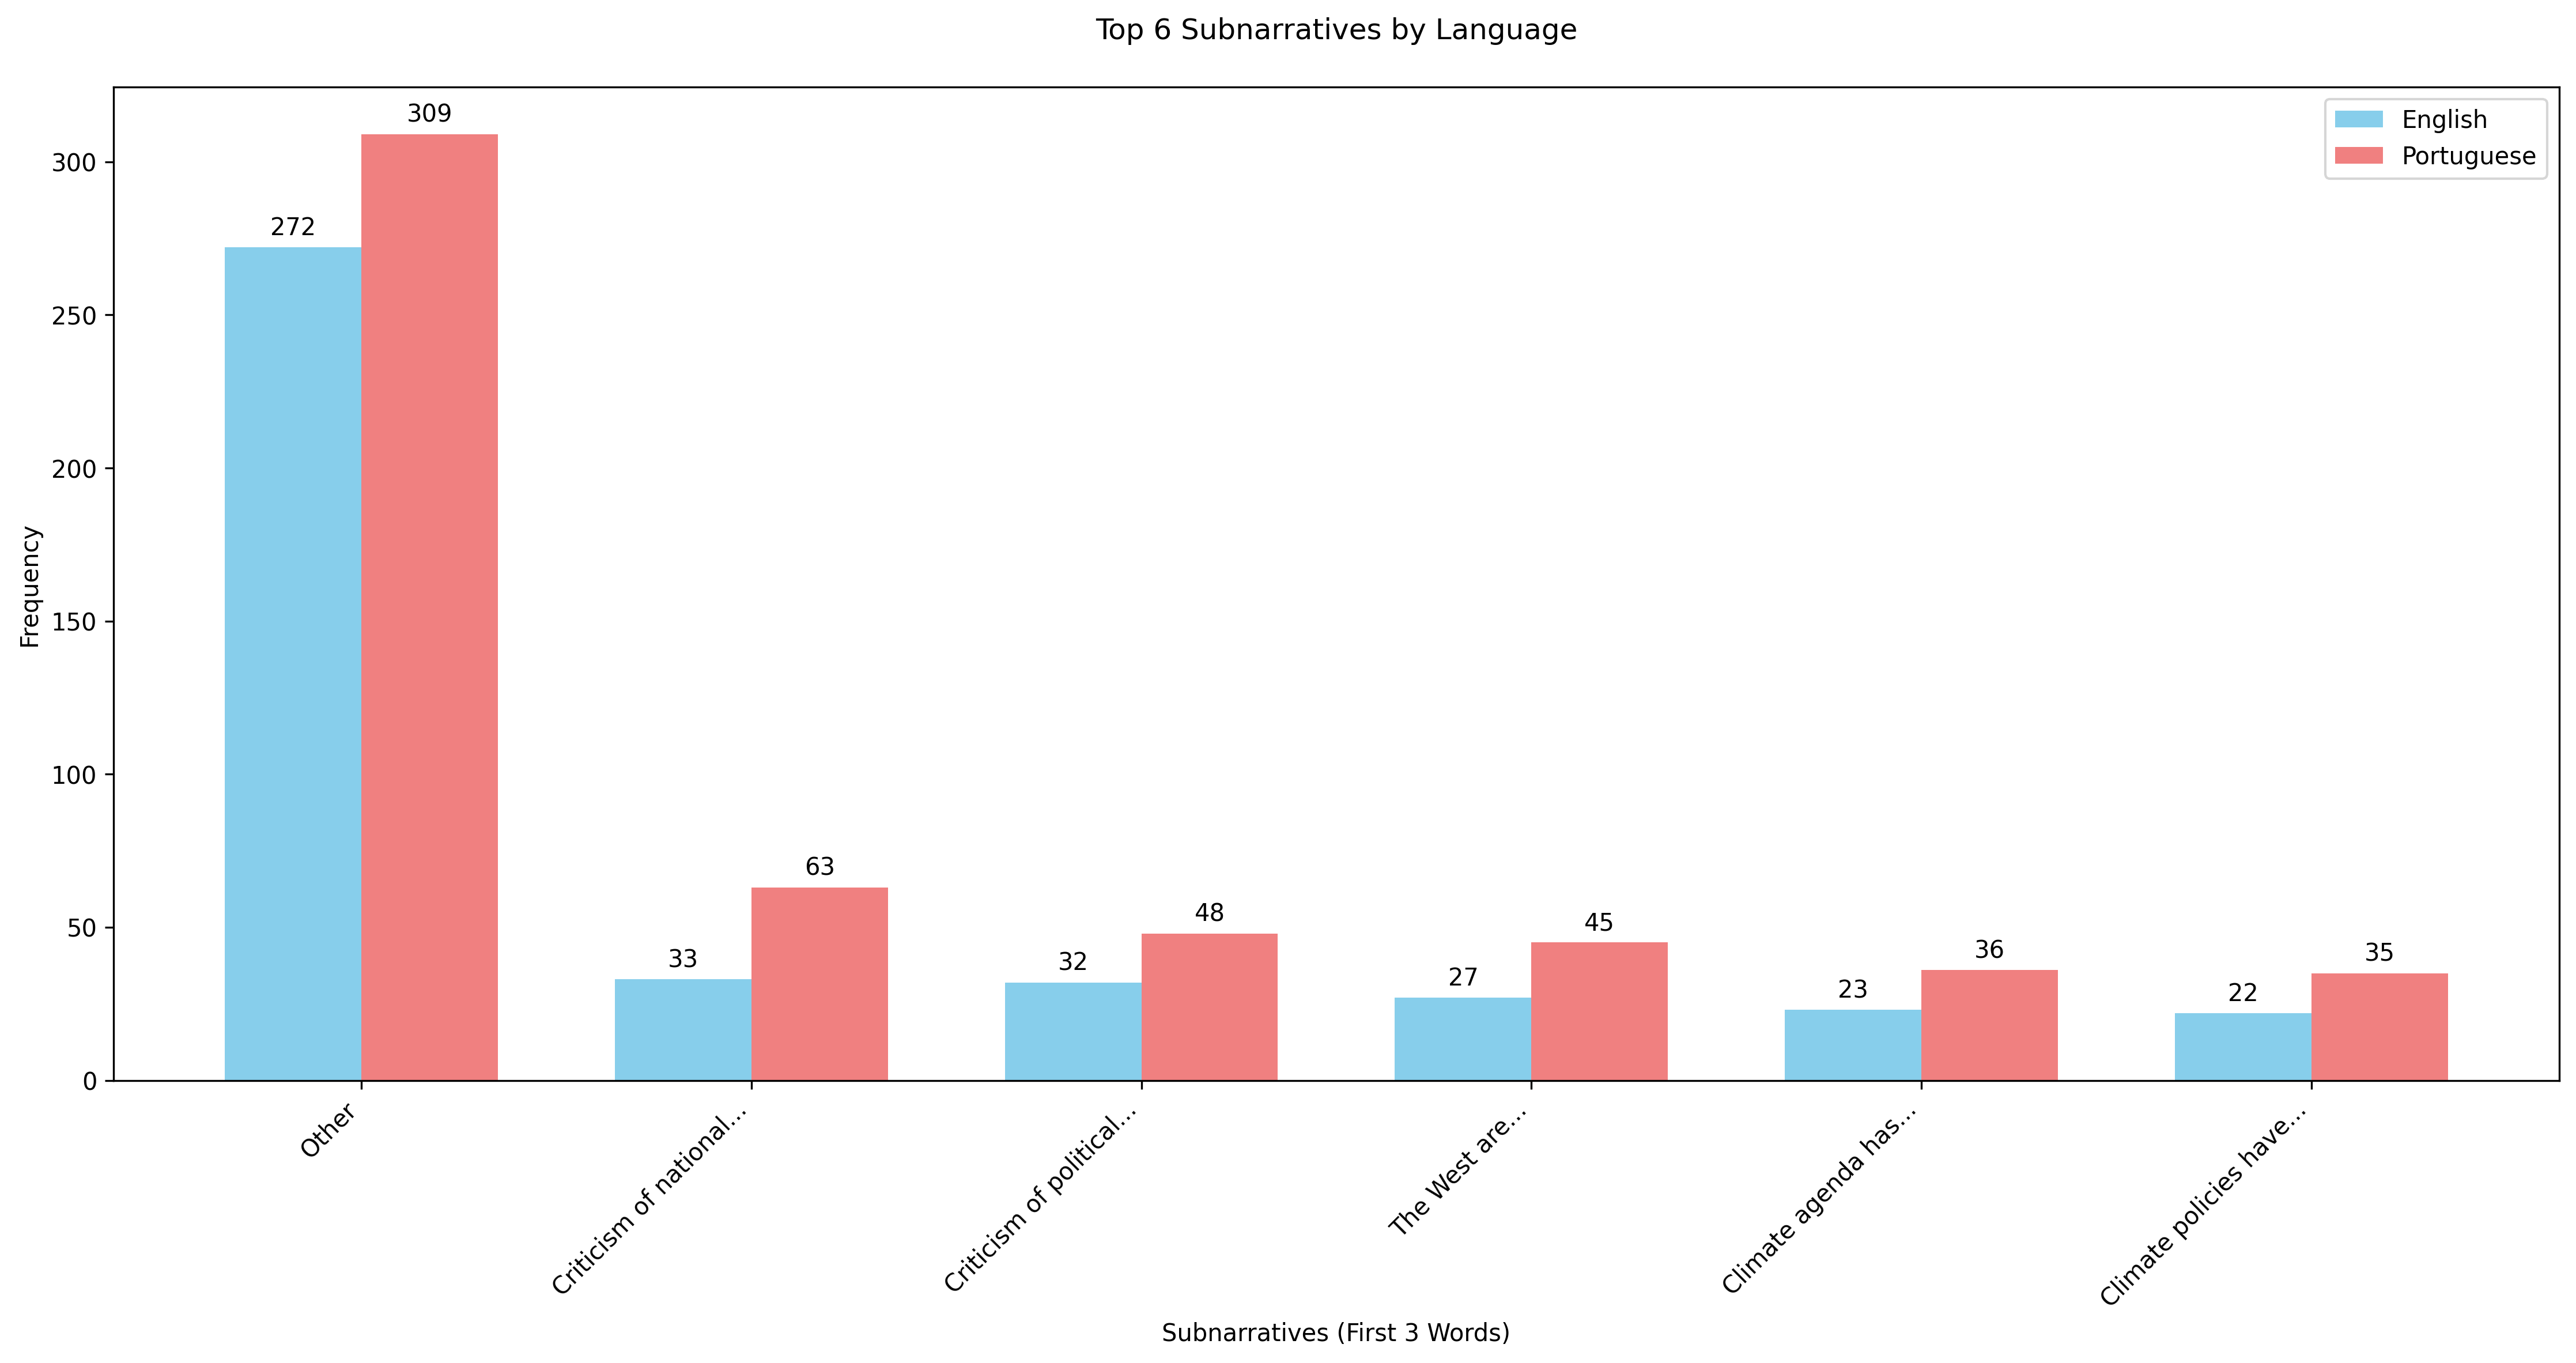 Top 6 Subnarratives by Language
English
Portuguese
Frequency
300
250
200
150
100
50
0
272
309
33
63
32
48
27
45
23
36
22
35
Other
Criticism of national...
Criticism of political...
The West are...
Climate agenda has...
Climate policies have...
Subnarratives (First 3 Words)